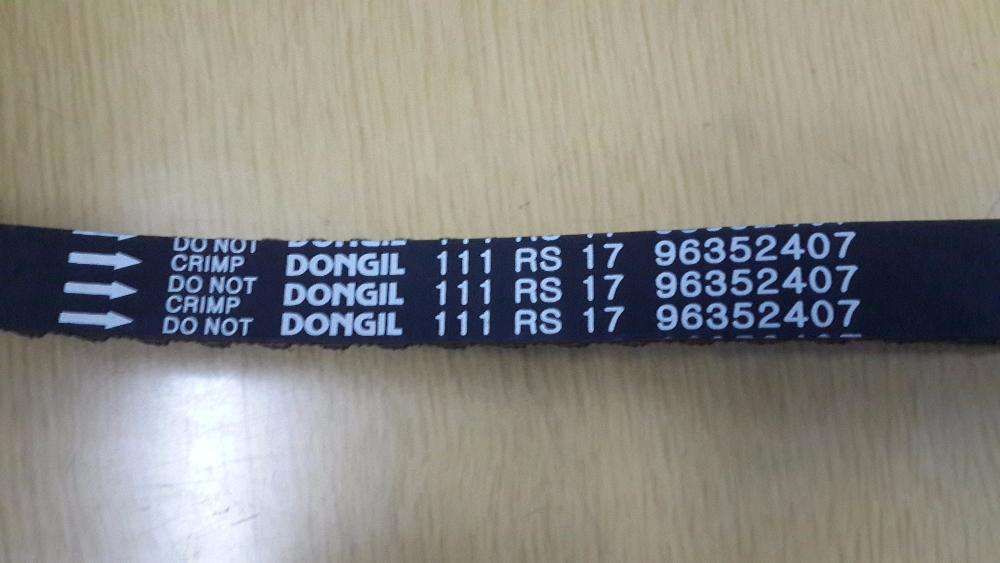 DO NOT
CRIMP DONGIL 111 RS 17 96352407
DO NOT DONGIL 111 RS 17 96352407
CRIMP
DO NOT DONGIL 111 RS 17 96352407